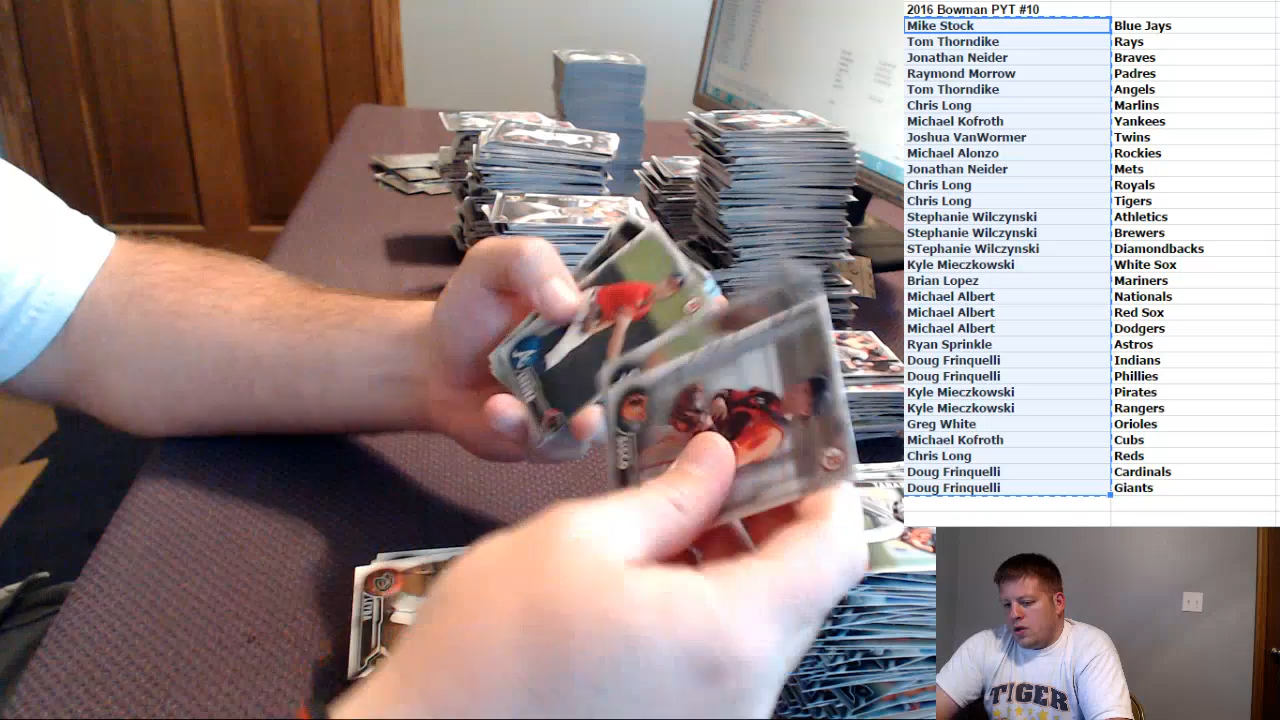 2016 Bowman PYT #10
Mike Stock Blue Jays
Tom Thorndike Rays
Jonathan Neider Braves
Raymond Morrow Padres
Tom Thorndike Angels
Chris Long Marlins
Michael Kofroth Yankees
Joshua VanWormer Twins
Michael Alonzo Rockies
Jonathan Neider Mets
Chris Long Royals
Chris Long Tigers
Stephanie Wilczynski Athletics
Stephanie Wilczynski Brewers
STephanie Wilczynski Diamondbacks
Kyle Mieczkowski White Sox
Brian Lopez Mariners
Michael Albert Nationals
Michael Albert Red Sox
Michael Albert Dodgers
Ryan Sprinkle Astros
Doug Frinquelli Indians
Doug Frinquelli Phillies
Kyle Mieczkowski Pirates
Kyle Mieczkowski Rangers
Greg White Orioles
Michael Kofroth Cubs
Chris Long Reds
Doug Frinquelli Cardinals
Doug Frinquelli Giants
TIGER